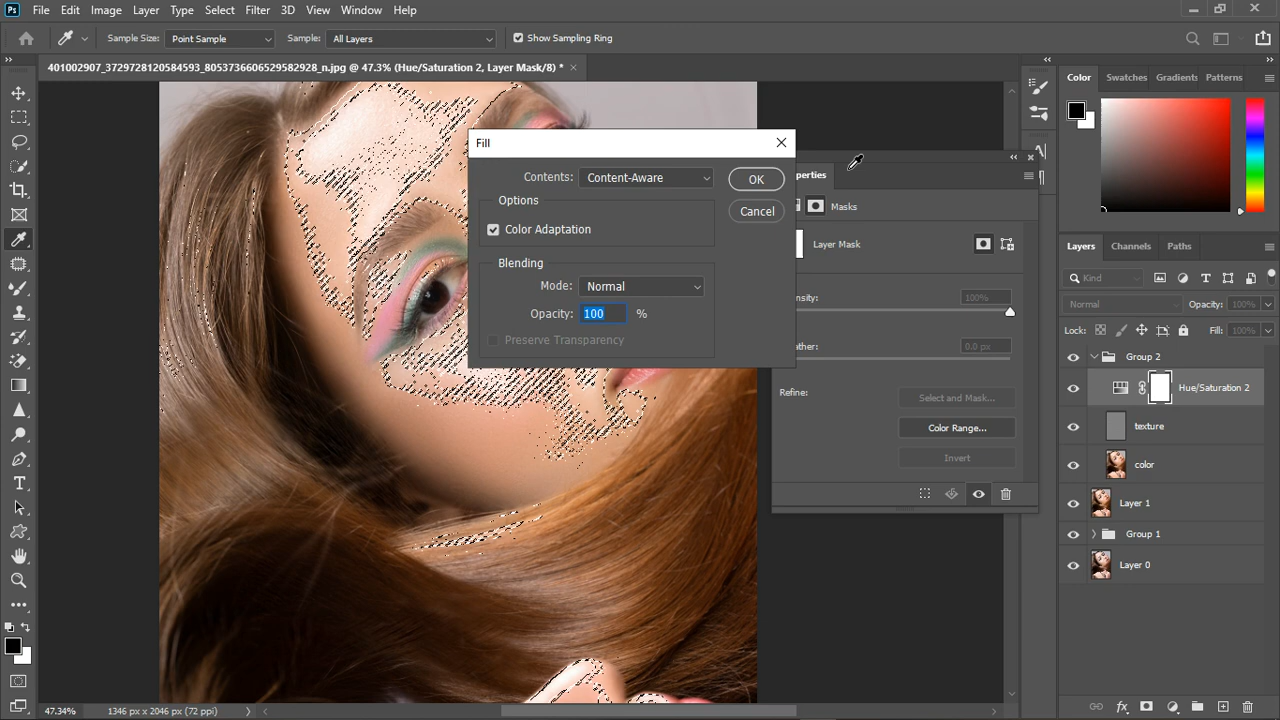 Ps File Edit Image Layer Type Select Filter 3D View Window Help
Sample Size: Point Sample Sample: All Layers Show Sampling Ring
401002907_3729728120584593_8053736606529582928_n.jpg @ 47.3% (Hue/Saturation 2, Layer Mask/8) *
Color Swatches Gradients Patterns
Fill
Contents: Content-Aware OK
Options Cancel
Color Adaptation
Blending
Mode: Normal
Opacity: 100 %
Preserve Transparency
operties
Masks
Layer Mask
nsity: 100%
ather: 0.0 px
Refine: Select and Mask...
Color Range...
Invert
Layers Channels Paths
Kind
Normal Opacity: 100%
Lock: Fill: 100%
Group 2
Hue/Saturation 2
texture
color
Layer 1
Group 1
Layer 0
47.34% 1346 px x 2046 px (72 ppi)